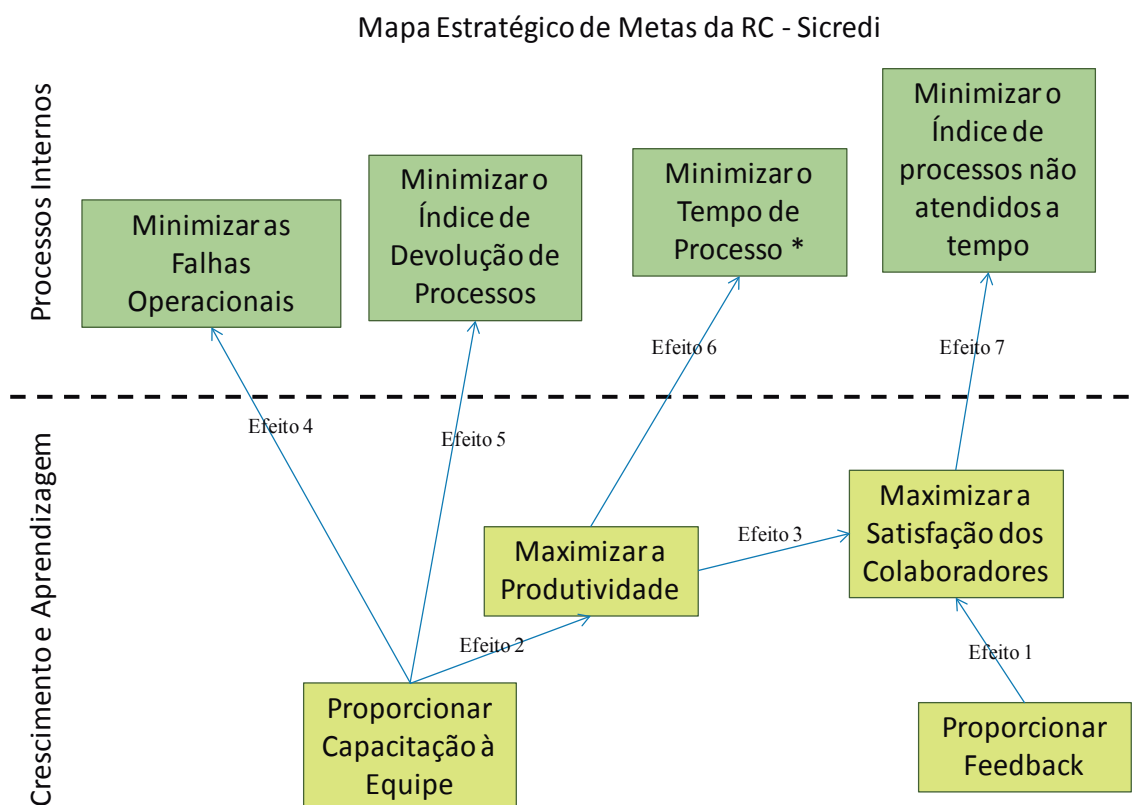 Mapa Estratégico de Metas da RC - Sicredi
Processos Internos
Minimizar as
Falhas
Operacionais
Minimizar o
Índice de
Devolução de
Processos
Minimizar o
Tempo de
Processo *
Minimizar o
Índice de
processos não
atendidos a
tempo
Efeito 6
Efeito 7
Efeito 4
Efeito 5
Crescimento e Aprendizagem
Maximizar a
Produtividade
Efeito 3
Maximizar a
Satisfação dos
Colaboradores
Efeito 2
Efeito 1
Proporcionar
Capacitação à
Equipe
Proporcionar
Feedback